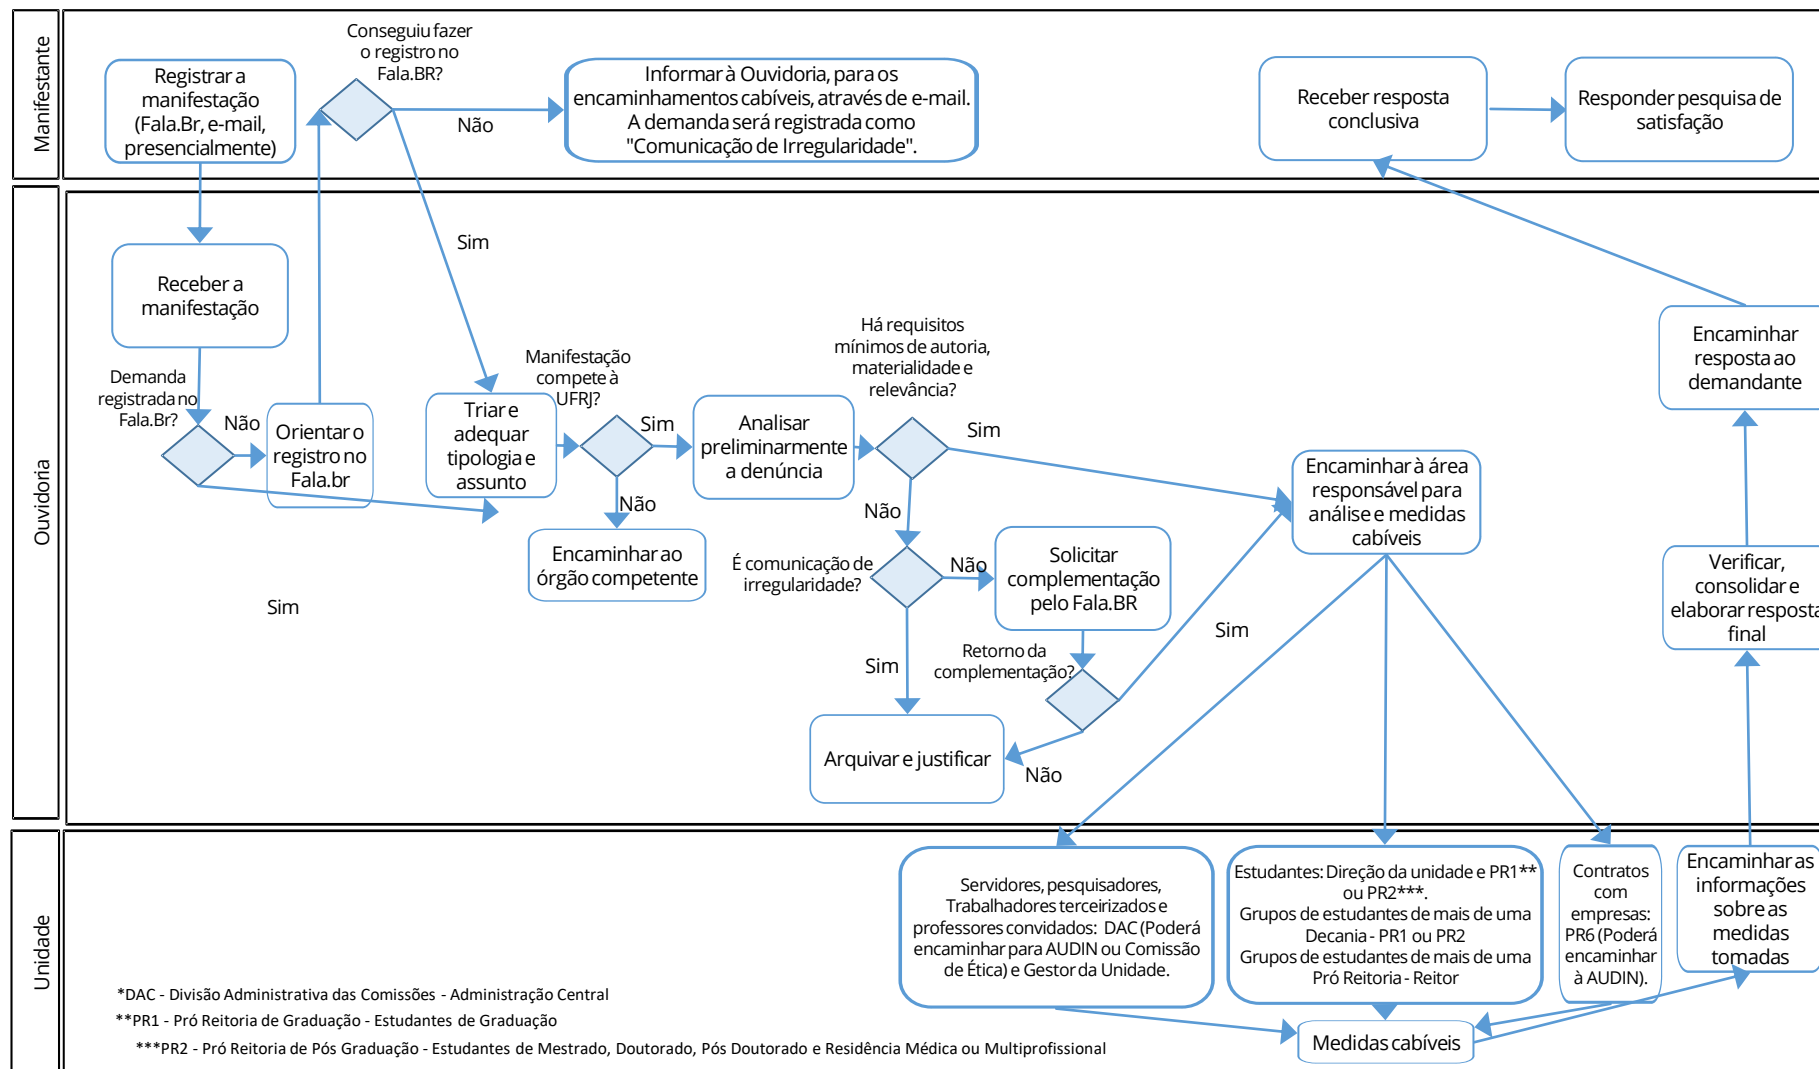 Manifestante
Registrar a
manifestação
(Fala.Br, e-mail,
presencialmente)
Conseguiu fazer
o registro no
Fala.BR?
Não
Sim
Informar à Ouvidoria, para os
encaminhamentos cabíveis, através de e-mail.
A demanda será registrada como
"Comunicação de Irregularidade".
Receber resposta
conclusiva
Responder pesquisa de
satisfação
Ouvidoria
Receber a
manifestação
Demanda
registrada no
Fala.Br?
Não
Sim
Orientar o
registro no
Fala.br
Triar e
adequar
tipologia e
assunto
Manifestação
compete à
UFRJ?
Sim
Não
Encaminhar ao
órgão competente
Analisar
preliminarmente
a denúncia
Há requisitos
mínimos de autoria,
materialidade e
relevância?
Sim
Não
É comunicação de
irregularidade?
Não
Sim
Solicitar
complementação
pelo Fala.BR
Retorno da
complementação?
Sim
Não
Arquivar e justificar
Encaminhar à área
responsável para
análise e medidas
cabíveis
Encaminhar
resposta ao
demandante
Verificar,
consolidar e
elaborar resposta
final
Unidade
Servidores, pesquisadores,
Trabalhadores terceirizados e
professores convidados: DAC (Poderá
encaminhar para AUDIN ou Comissão
de Ética) e Gestor da Unidade.
Estudantes: Direção da unidade e PR1**
ou PR2***.
Grupos de estudantes de mais de uma
Decania - PR1 ou PR2
Grupos de estudantes de mais de uma
Pró Reitoria - Reitor
Contratos
com
empresas:
PR6 (Poderá
encaminhar
à AUDIN).
Encaminhar as
informações
sobre as
medidas
tomadas
Medidas cabíveis
*DAC - Divisão Administrativa das Comissões - Administração Central
**PR1 - Pró Reitoria de Graduação - Estudantes de Graduação
***PR2 - Pró Reitoria de Pós Graduação - Estudantes de Mestrado, Doutorado, Pós Doutorado e Residência Médica ou Multiprofissional